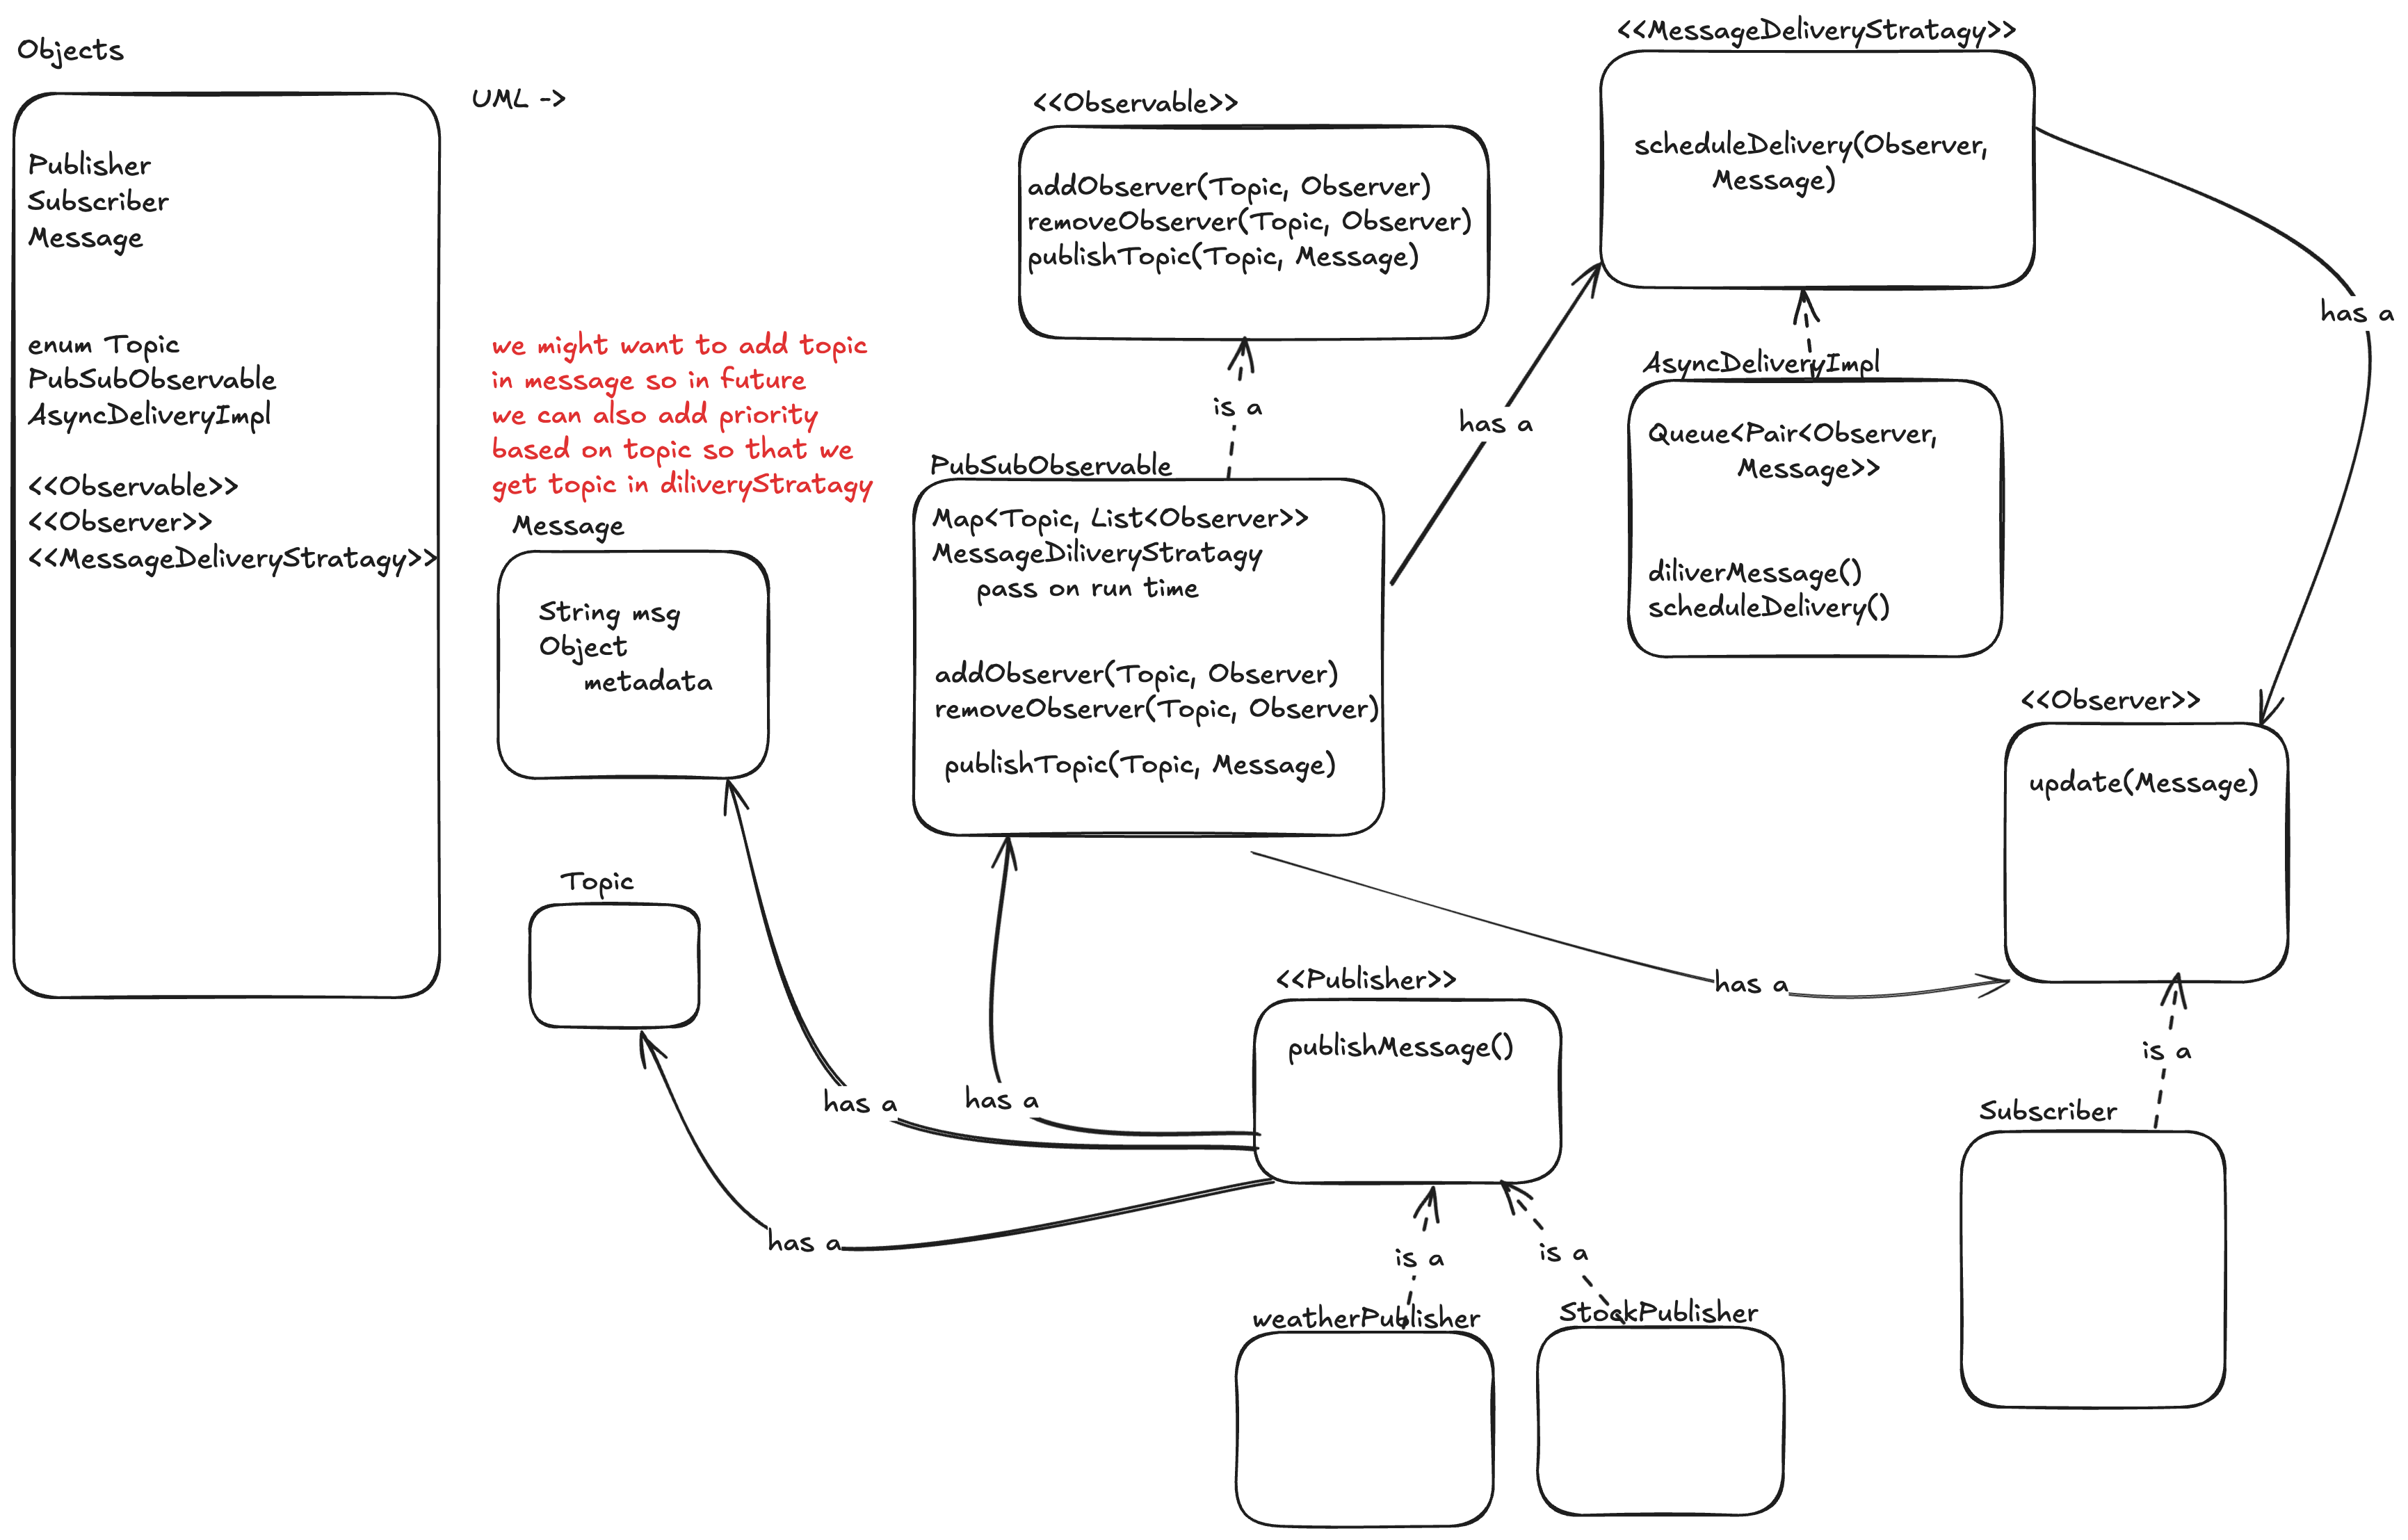 Objects
Publisher
Subscriber
Message
enum Topic
PubSubObservable
AsyncDeliveryImpl
<<Observable>>
<<Observer>>
<<MessageDeliveryStratagy>>
UML ->
we might want to add topic
in message so in future
we can also add priority
based on topic so that we
get topic in diliveryStratagy
Message
String msg
Object
metadata
Topic
<<Observable>>
addObserver(Topic, Observer)
removeObserver(Topic, Observer)
publishTopic(Topic, Message)
is a
PubSubObservable
Map<Topic, List<Observer>>
MessageDiliveryStratagy
pass on run time
addObserver(Topic, Observer)
removeObserver(Topic, Observer)
publishTopic(Topic, Message)
has a
<<MessageDeliveryStratagy>>
scheduleDelivery(Observer,
Message)
has a
AsyncDeliveryImpl
Queue<Pair<Observer,
Message>>
diliverMessage()
scheduleDelivery()
<<Observer>>
update(Message)
has a
is a
Subscriber
<<Publisher>>
publishMessage()
has a
has a
has a
is a
is a
weatherPublisher
StockPublisher